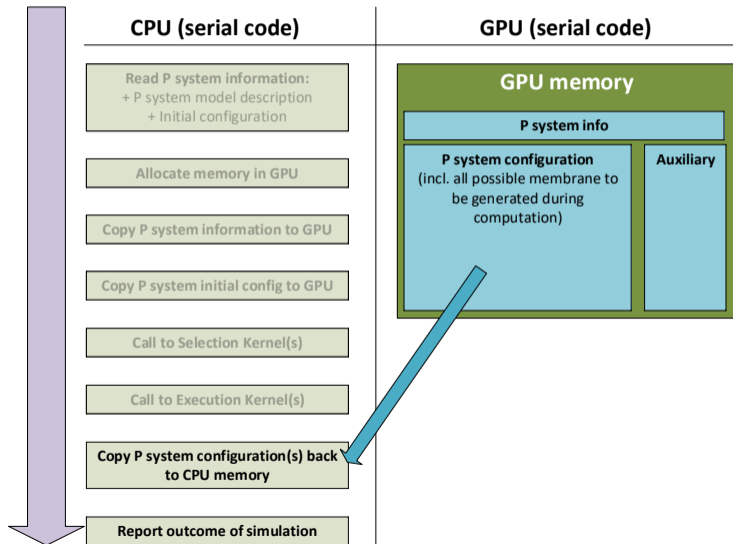 CPU (serial code)
GPU (serial code)
Read P system information:
+ P system model description
+ Initial configuration
Allocate memory in GPU
Copy P system information to GPU
Copy P system initial config to GPU
Call to Selection Kernel(s)
Call to Execution Kernel(s)
Copy P system configuration(s) back
to CPU memory
Report outcome of simulation
GPU memory
P system info
P system configuration
(incl. all possible membrane to
be generated during
computation)
Auxiliary